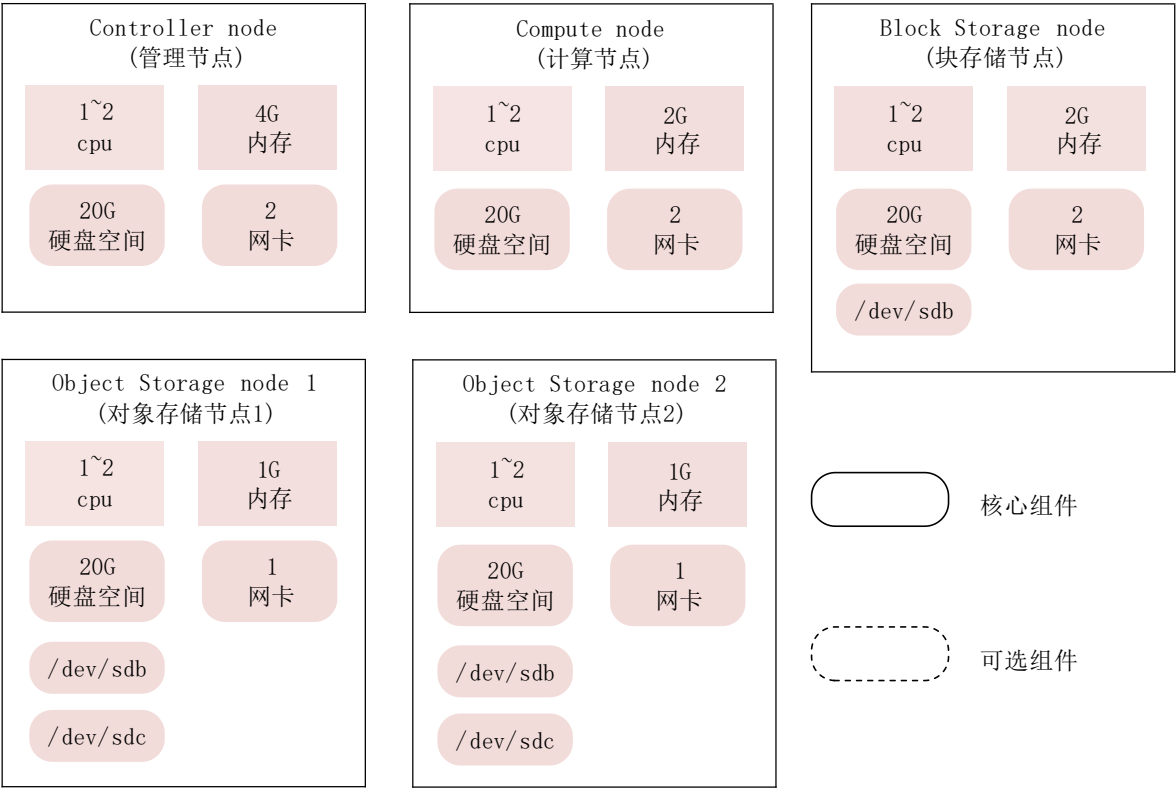 Controller node
(管理节点)
1~2
cpu
4G
内存
20G
硬盘空间
2
网卡
Compute node
(计算节点)
1~2
cpu
2G
内存
20G
硬盘空间
2
网卡
Block Storage node
(块存储节点)
1~2
cpu
2G
内存
20G
硬盘空间
2
网卡
/dev/sdb
Object Storage node 1
(对象存储节点1)
1~2
cpu
1G
内存
20G
硬盘空间
1
网卡
/dev/sdb
/dev/sdc
Object Storage node 2
(对象存储节点2)
1~2
cpu
1G
内存
20G
硬盘空间
1
网卡
/dev/sdb
/dev/sdc
核心组件
可选组件